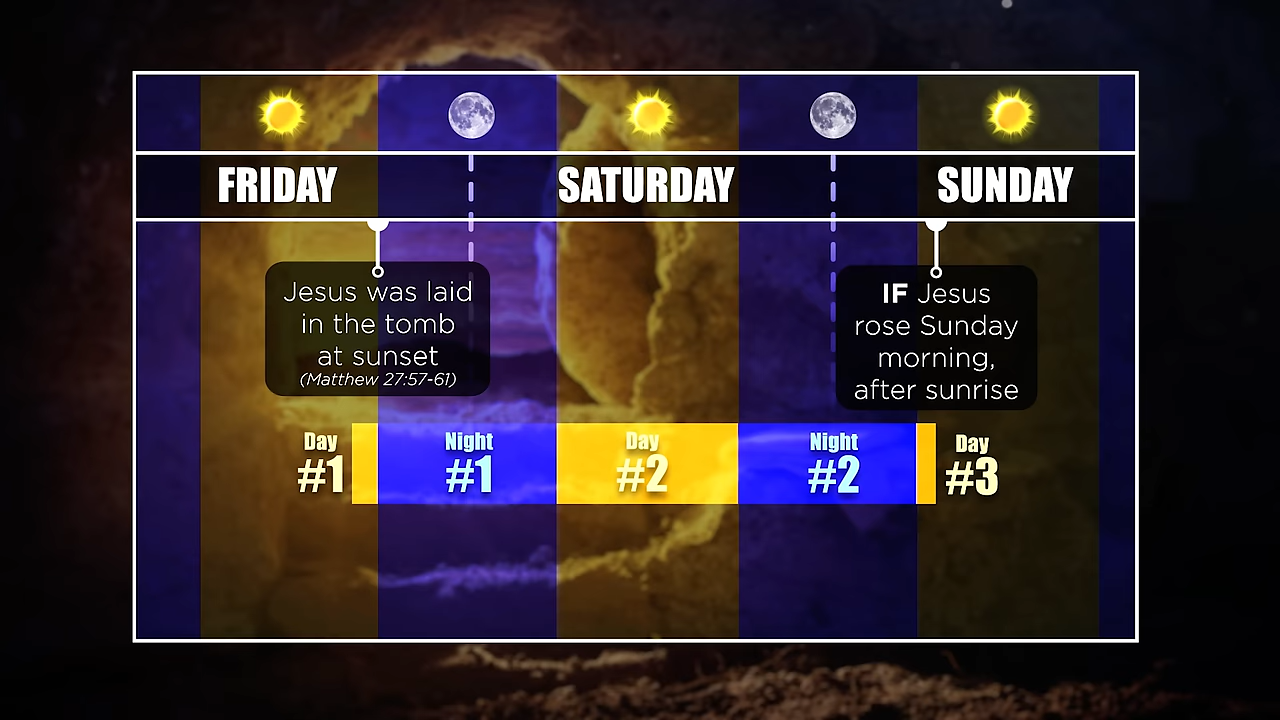 FRIDAY SATURDAY SUNDAY
Jesus was laid
in the tomb
at sunset
(Matthew 27:57-61)
IF Jesus
rose Sunday
morning,
after sunrise
Day
#1
Night
#1
Day
#2
Night
#2
Day
#3